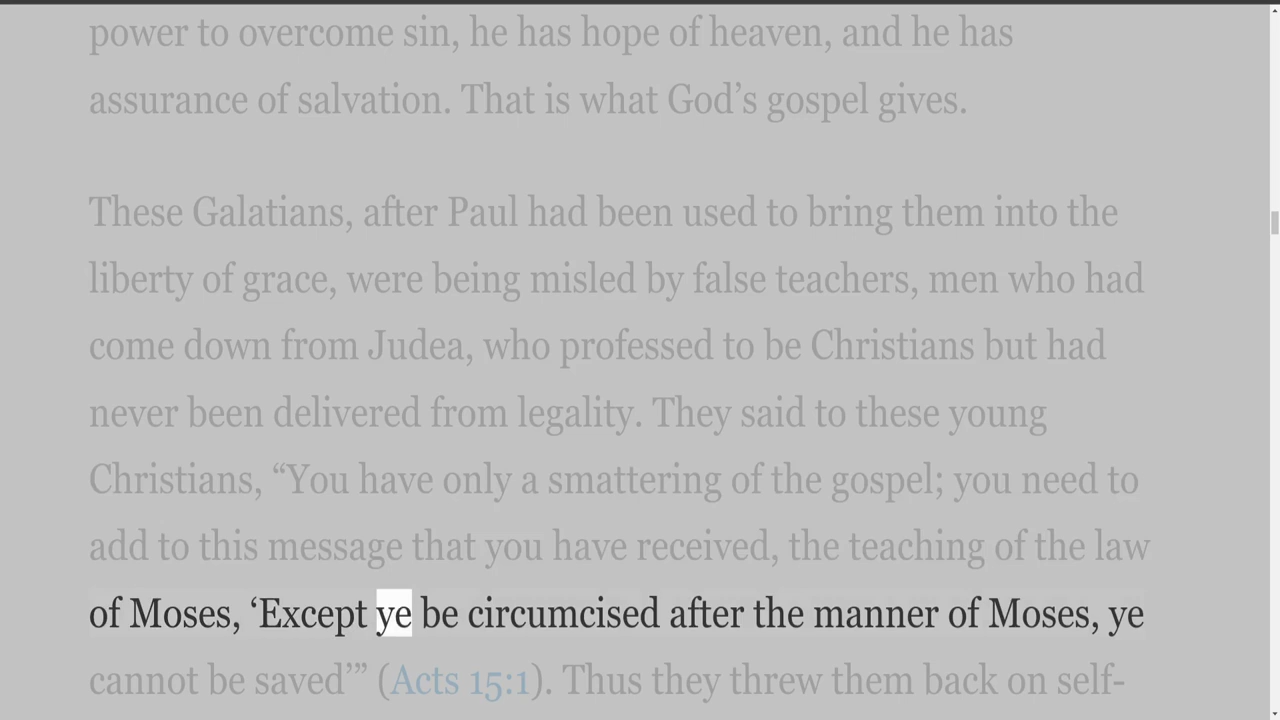 power to overcome sin, he has hope of heaven, and he has
assurance of salvation. That is what God’s gospel gives.
These Galatians, after Paul had been used to bring them into the
liberty of grace, were being misled by false teachers, men who had
come down from Judea, who professed to be Christians but had
never been delivered from legality. They said to these young
Christians, “You have only a smattering of the gospel; you need to
add to this message that you have received, the teaching of the law
of Moses, ‘Except ye be circumcised after the manner of Moses, ye
cannot be saved’” (Acts 15:1). Thus they threw them back on self-